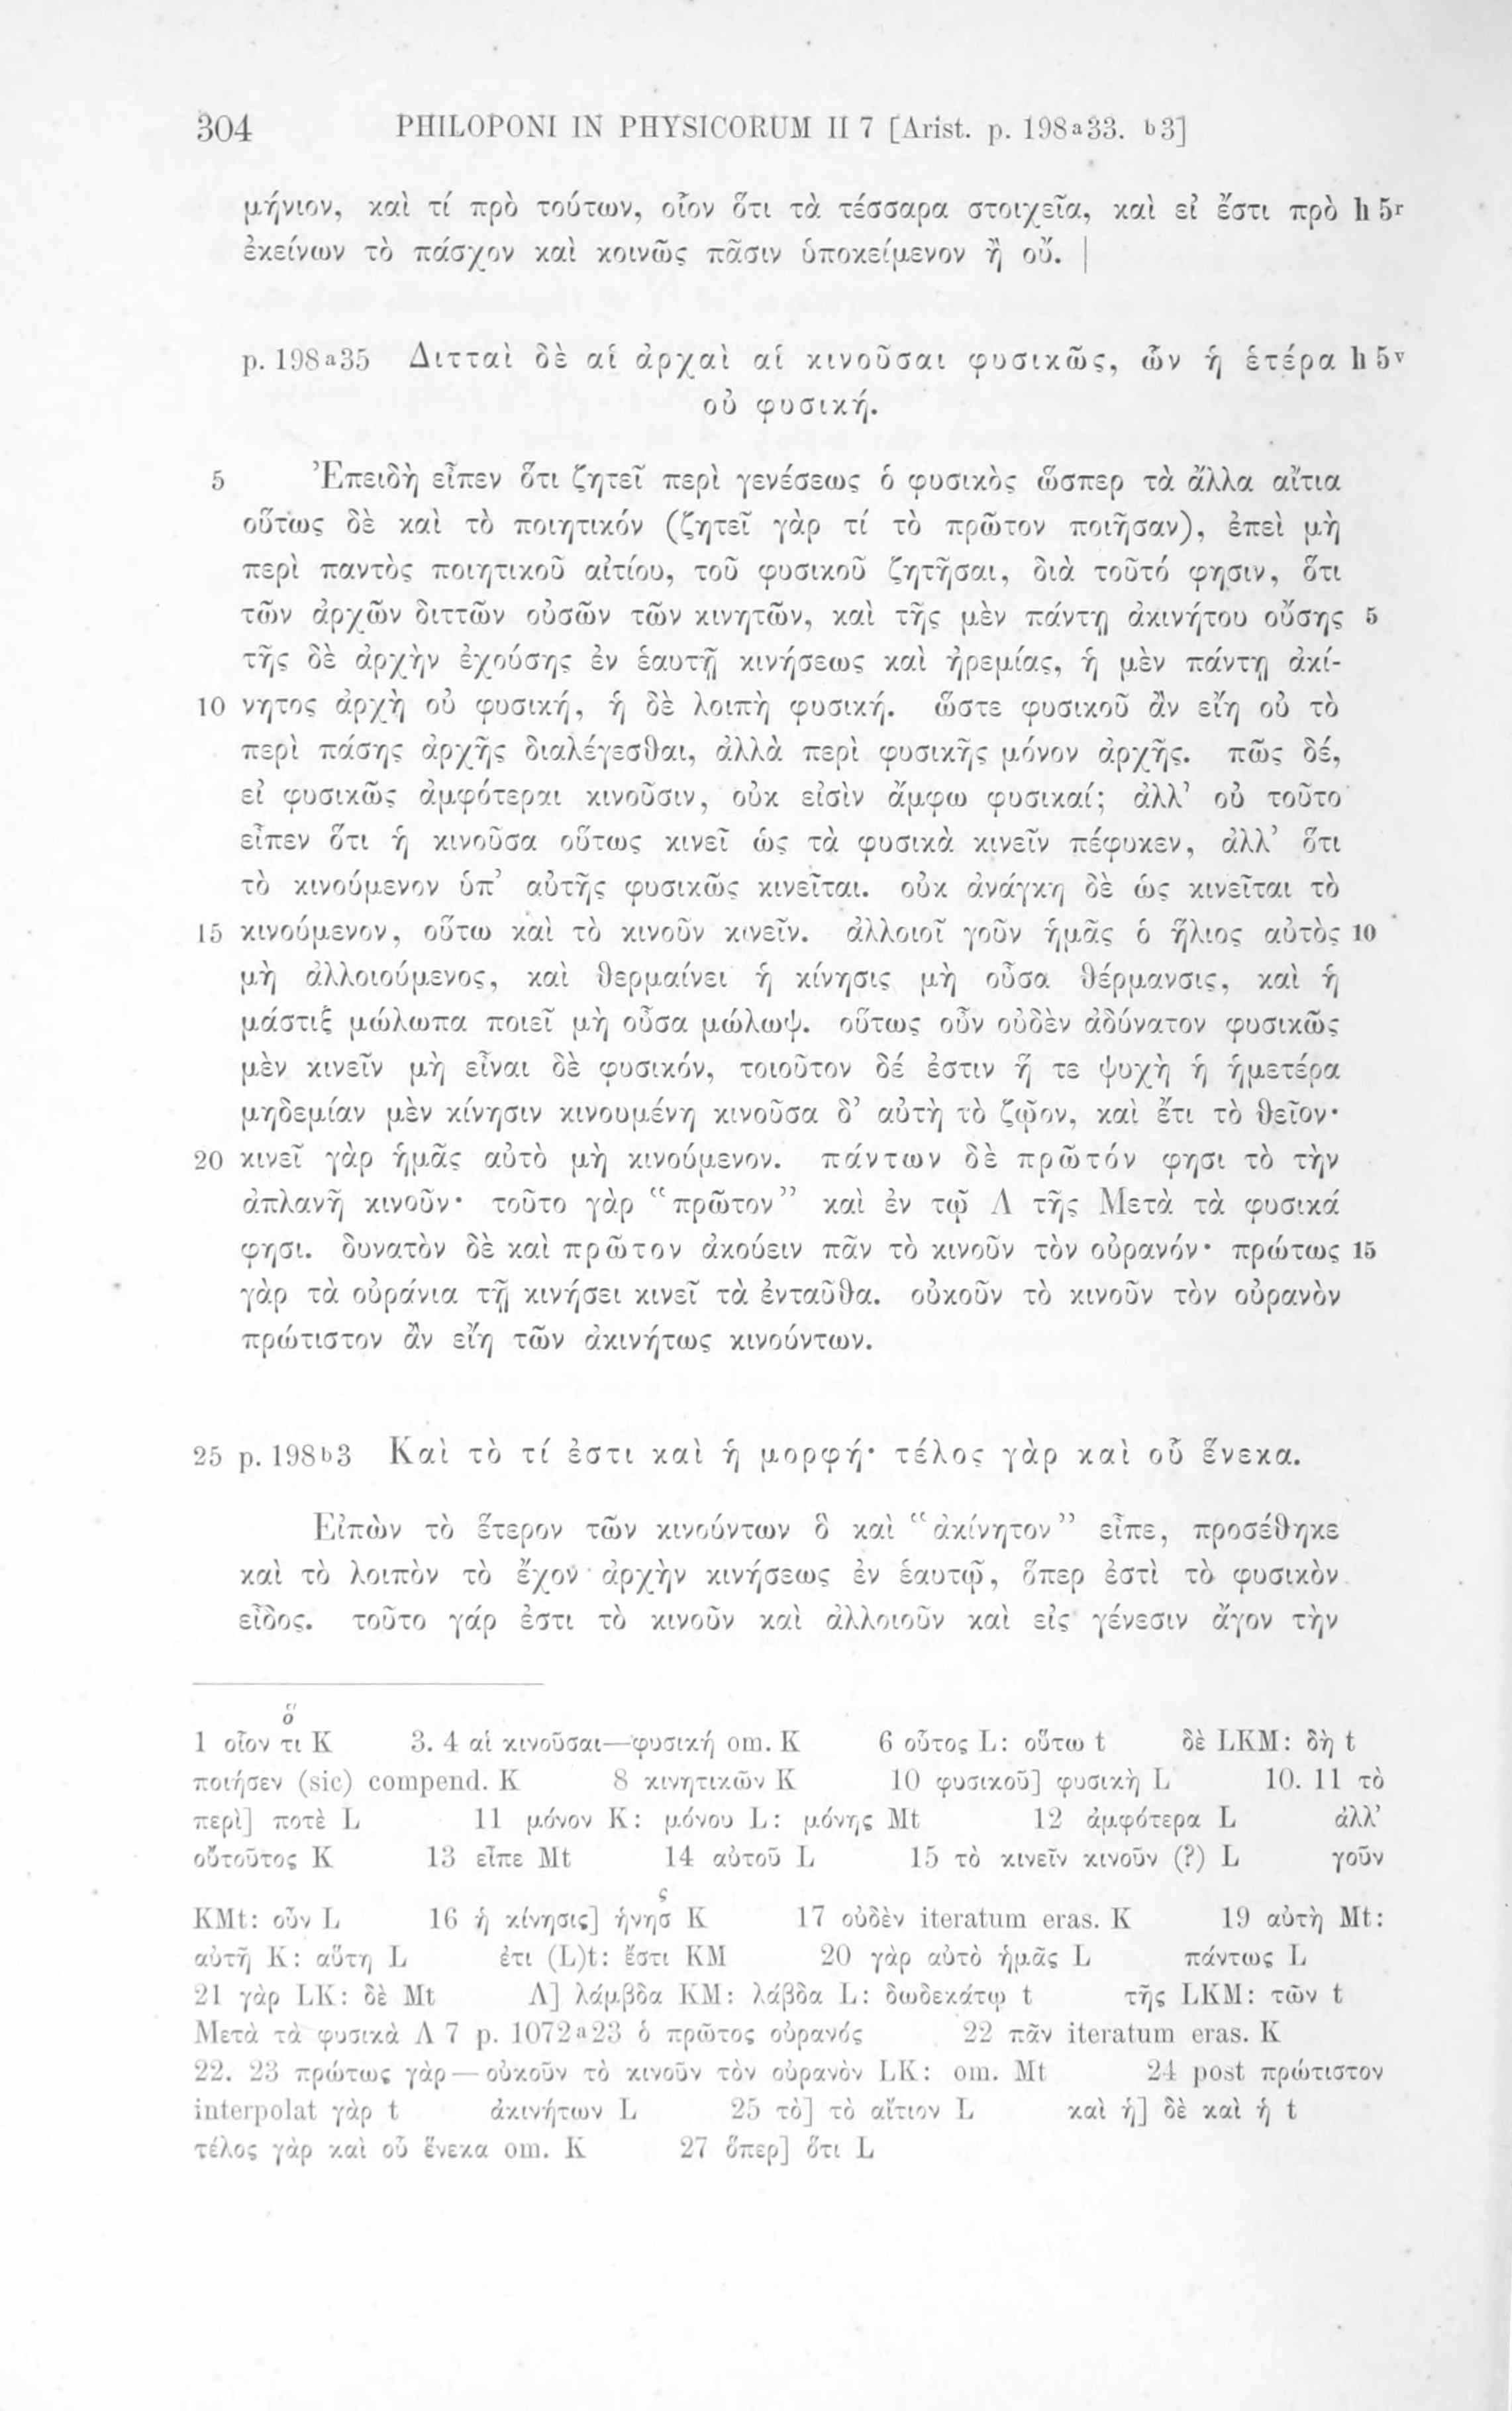 304 PHILOPONI IN PHYSICORUM II 7 [Arist. p. 198ᵃ33. ᵇ3]
μήνιον, καὶ τί πρὸ τούτων, οἷον ὅτι τὰ τέσσαρα στοιχεῖα, καὶ εἰ ἔστι πρὸ h 5ʳ
ἐκείνων τὸ πάσχον καὶ κοινῶς πᾶσιν ὑποκείμενον ἢ οὔ. |
p. 198ᵃ35 Διτταὶ δὲ αἱ ἀρχαὶ αἱ κινοῦσαι φυσικῶς, ὧν ἡ ἑτέρα h 5ᵛ
οὐ φυσική.
5 Ἐπειδὴ εἶπεν ὅτι ζητεῖ περὶ γενέσεως ὁ φυσικὸς ὥσπερ τὰ ἄλλα αἴτια
οὕτως δὲ καὶ τὸ ποιητικόν (ζητεῖ γὰρ τί τὸ πρῶτον ποιῆσαν), ἐπεὶ μὴ
περὶ παντὸς ποιητικοῦ αἰτίου, τοῦ φυσικοῦ ζητῆσαι, διὰ τοῦτό φησιν, ὅτι
τῶν ἀρχῶν διττῶν οὐσῶν τῶν κινητῶν, καὶ τῆς μὲν πάντῃ ἀκινήτου οὔσης 5
τῆς δὲ ἀρχὴν ἐχούσης ἐν ἑαυτῇ κινήσεως καὶ ἠρεμίας, ἡ μὲν πάντῃ ἀκί-
10 νητος ἀρχὴ οὐ φυσική, ἡ δὲ λοιπὴ φυσική. ὥστε φυσικοῦ ἂν εἴη οὐ τὸ
περὶ πάσης ἀρχῆς διαλέγεσθαι, ἀλλὰ περὶ φυσικῆς μόνον ἀρχῆς. πῶς δέ,
εἰ φυσικῶς ἀμφότεραι κινοῦσιν, οὐκ εἰσὶν ἄμφω φυσικαί; ἀλλ’ οὐ τοῦτο
εἶπεν ὅτι ἡ κινοῦσα οὕτως κινεῖ ὡς τὰ φυσικὰ κινεῖν πέφυκεν, ἀλλ’ ὅτι
τὸ κινούμενον ὑπ’ αὐτῆς φυσικῶς κινεῖται. οὐκ ἀνάγκη δὲ ὡς κινεῖται τὸ
15 κινούμενον, οὕτω καὶ τὸ κινοῦν κινεῖν. ἀλλοιοῖ γοῦν ἡμᾶς ὁ ἥλιος αὐτὸς 10
μὴ ἀλλοιούμενος, καὶ θερμαίνει ἡ κίνησις μὴ οὖσα θέρμανσις, καὶ ἡ
μάστιξ μώλωπα ποιεῖ μὴ οὖσα μώλωψ. οὕτως οὖν οὐδὲν ἀδύνατον φυσικῶς
μὲν κινεῖν μὴ εἶναι δὲ φυσικόν, τοιοῦτον δέ ἐστιν ἥ τε ψυχὴ ἡ ἡμετέρα
μηδεμίαν μὲν κίνησιν κινουμένη κινοῦσα δ’ αὐτὴ τὸ ζῷον, καὶ ἔτι τὸ θεῖον·
20 κινεῖ γὰρ ἡμᾶς αὐτὸ μὴ κινούμενον. πάντων δὲ πρῶτόν φησι τὸ τὴν
ἀπλανῆ κινοῦν· τοῦτο γὰρ “πρῶτον” καὶ ἐν τῷ Λ τῆς Μετὰ τὰ φυσικά
φησι. δυνατὸν δὲ καὶ πρῶτον ἀκούειν πᾶν τὸ κινοῦν τὸν οὐρανόν· πρώτως 15
γὰρ τὰ οὐράνια τῇ κινήσει κινεῖ τὰ ἐνταῦθα. οὐκοῦν τὸ κινοῦν τὸν οὐρανὸν
πρώτιστον ἂν εἴη τῶν ἀκινήτως κινούντων.
25 p. 198ᵇ3 Καὶ τὸ τί ἐστι καὶ ἡ μορφή· τέλος γὰρ καὶ οὗ ἕνεκα.
Εἰπὼν τὸ ἕτερον τῶν κινούντων ὃ καὶ “ἀκίνητον” εἶπε, προσέθηκε
καὶ τὸ λοιπὸν τὸ ἔχον ἀρχὴν κινήσεως ἐν ἑαυτῷ, ὅπερ ἐστὶ τὸ φυσικὸν
εἶδος. τοῦτο γάρ ἐστι τὸ κινοῦν καὶ ἀλλοιοῦν καὶ εἰς γένεσιν ἄγον τὴν
ὅ
1 οἷον τι K 3. 4 αἱ κινοῦσαι—φυσική om. K 6 οὗτος L: οὕτω t δὲ LKM: δὴ t
ποιήσεν (sic) compend. K 8 κινητικῶν K 10 φυσικοῦ] φυσικὴ L 10. 11 τὸ
περὶ] ποτὲ L 11 μόνον K: μόνου L: μόνης Mt 12 ἀμφότερα L ἀλλ’
οὔτοῦτος K 13 εἶπε Mt 14 αὐτοῦ L 15 τὸ κινεῖν κινοῦν (?) L γοῦν
ς
KMt: οὖν L 16 ἡ κίνησις] ἡνησ K 17 οὐδὲν iteratum eras. K 19 αὐτὴ Mt:
αὐτῆ K: αὕτη L ἔτι (L)t: ἔστι KM 20 γὰρ αὐτὸ ἡμᾶς L πάντως L
21 γὰρ LK: δὲ Mt Λ] λάμβδα KM: λάβδα L: δωδεκάτῳ t τῆς LKM: τῶν t
Μετὰ τὰ φυσικὰ Λ 7 p. 1072ᵃ23 ὁ πρῶτος οὐρανός 22 πᾶν iteratum eras. K
22. 23 πρώτως γὰρ — οὐκοῦν τὸ κινοῦν τὸν οὐρανὸν LK: om. Mt 24 post πρώτιστον
interpolat γὰρ t ἀκινήτων L 25 τὸ] τὸ αἴτιον L καὶ ἡ] δὲ καὶ ἡ t
τέλος γὰρ καὶ οὗ ἕνεκα om. K 27 ὅπερ] ὅτι L